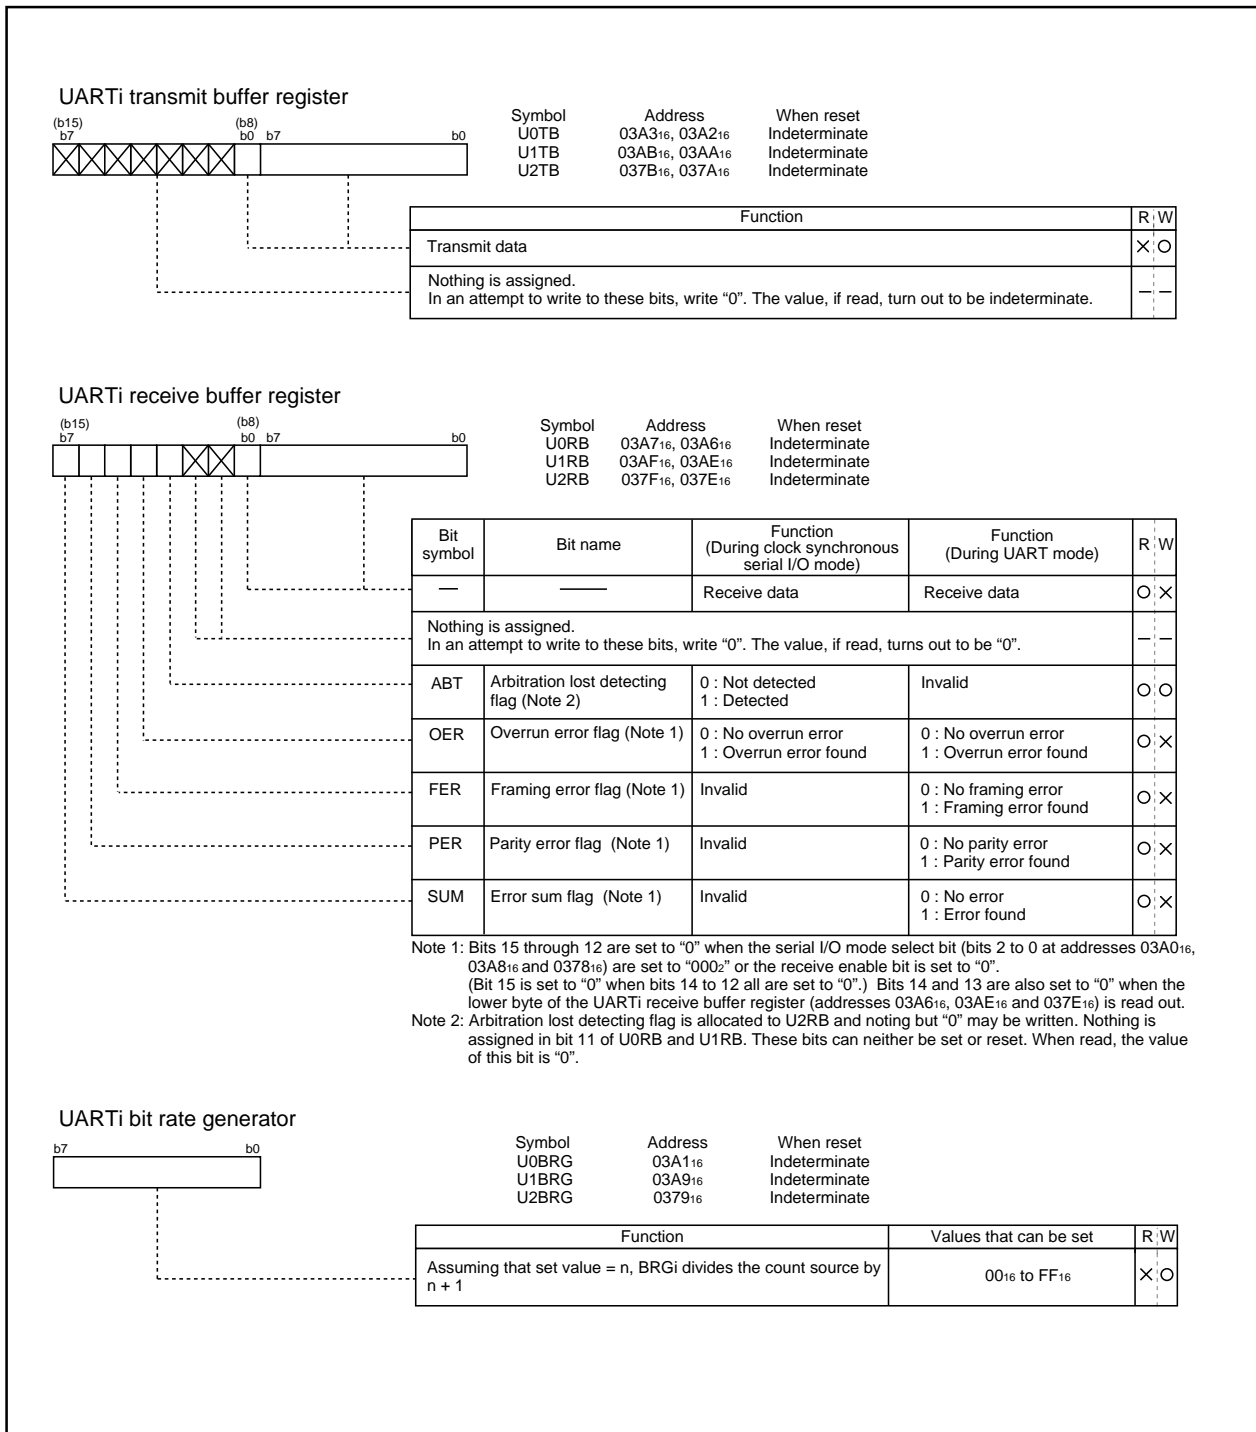 UARTi transmit buffer register
(b15) (b8)
b7 b0 b7 b0
Symbol Address When reset
U0TB 03A316, 03A216 Indeterminate
U1TB 03AB16, 03AA16 Indeterminate
U2TB 037B16, 037A16 Indeterminate
Function R W
Transmit data X O
Nothing is assigned.
In an attempt to write to these bits, write “0”. The value, if read, turn out to be indeterminate. — —
UARTi receive buffer register
(b15) (b8)
b7 b0 b7 b0
Symbol Address When reset
U0RB 03A716, 03A616 Indeterminate
U1RB 03AF16, 03AE16 Indeterminate
U2RB 037F16, 037E16 Indeterminate
Bit symbol Bit name Function (During clock synchronous serial I/O mode) Function (During UART mode) R W
— — Receive data Receive data O X
Nothing is assigned.
In an attempt to write to these bits, write “0”. The value, if read, turns out to be “0”. — —
ABT Arbitration lost detecting flag (Note 2) 0 : Not detected 1 : Detected Invalid O O
OER Overrun error flag (Note 1) 0 : No overrun error 1 : Overrun error found 0 : No overrun error 1 : Overrun error found O X
FER Framing error flag (Note 1) Invalid 0 : No framing error 1 : Framing error found O X
PER Parity error flag (Note 1) Invalid 0 : No parity error 1 : Parity error found O X
SUM Error sum flag (Note 1) Invalid 0 : No error 1 : Error found O X
Note 1: Bits 15 through 12 are set to “0” when the serial I/O mode select bit (bits 2 to 0 at addresses 03A016,
03A816 and 037816) are set to “0002” or the receive enable bit is set to “0”.
(Bit 15 is set to “0” when bits 14 to 12 all are set to “0”.) Bits 14 and 13 are also set to “0” when the
lower byte of the UARTi receive buffer register (addresses 03A616, 03AE16 and 037E16) is read out.
Note 2: Arbitration lost detecting flag is allocated to U2RB and noting but “0” may be written. Nothing is
assigned in bit 11 of U0RB and U1RB. These bits can neither be set or reset. When read, the value
of this bit is “0”.
UARTi bit rate generator
b7 b0
Symbol Address When reset
U0BRG 03A116 Indeterminate
U1BRG 03A916 Indeterminate
U2BRG 037916 Indeterminate
Function Values that can be set R W
Assuming that set value = n, BRGi divides the count source by
n + 1 0016 to FF16 X O